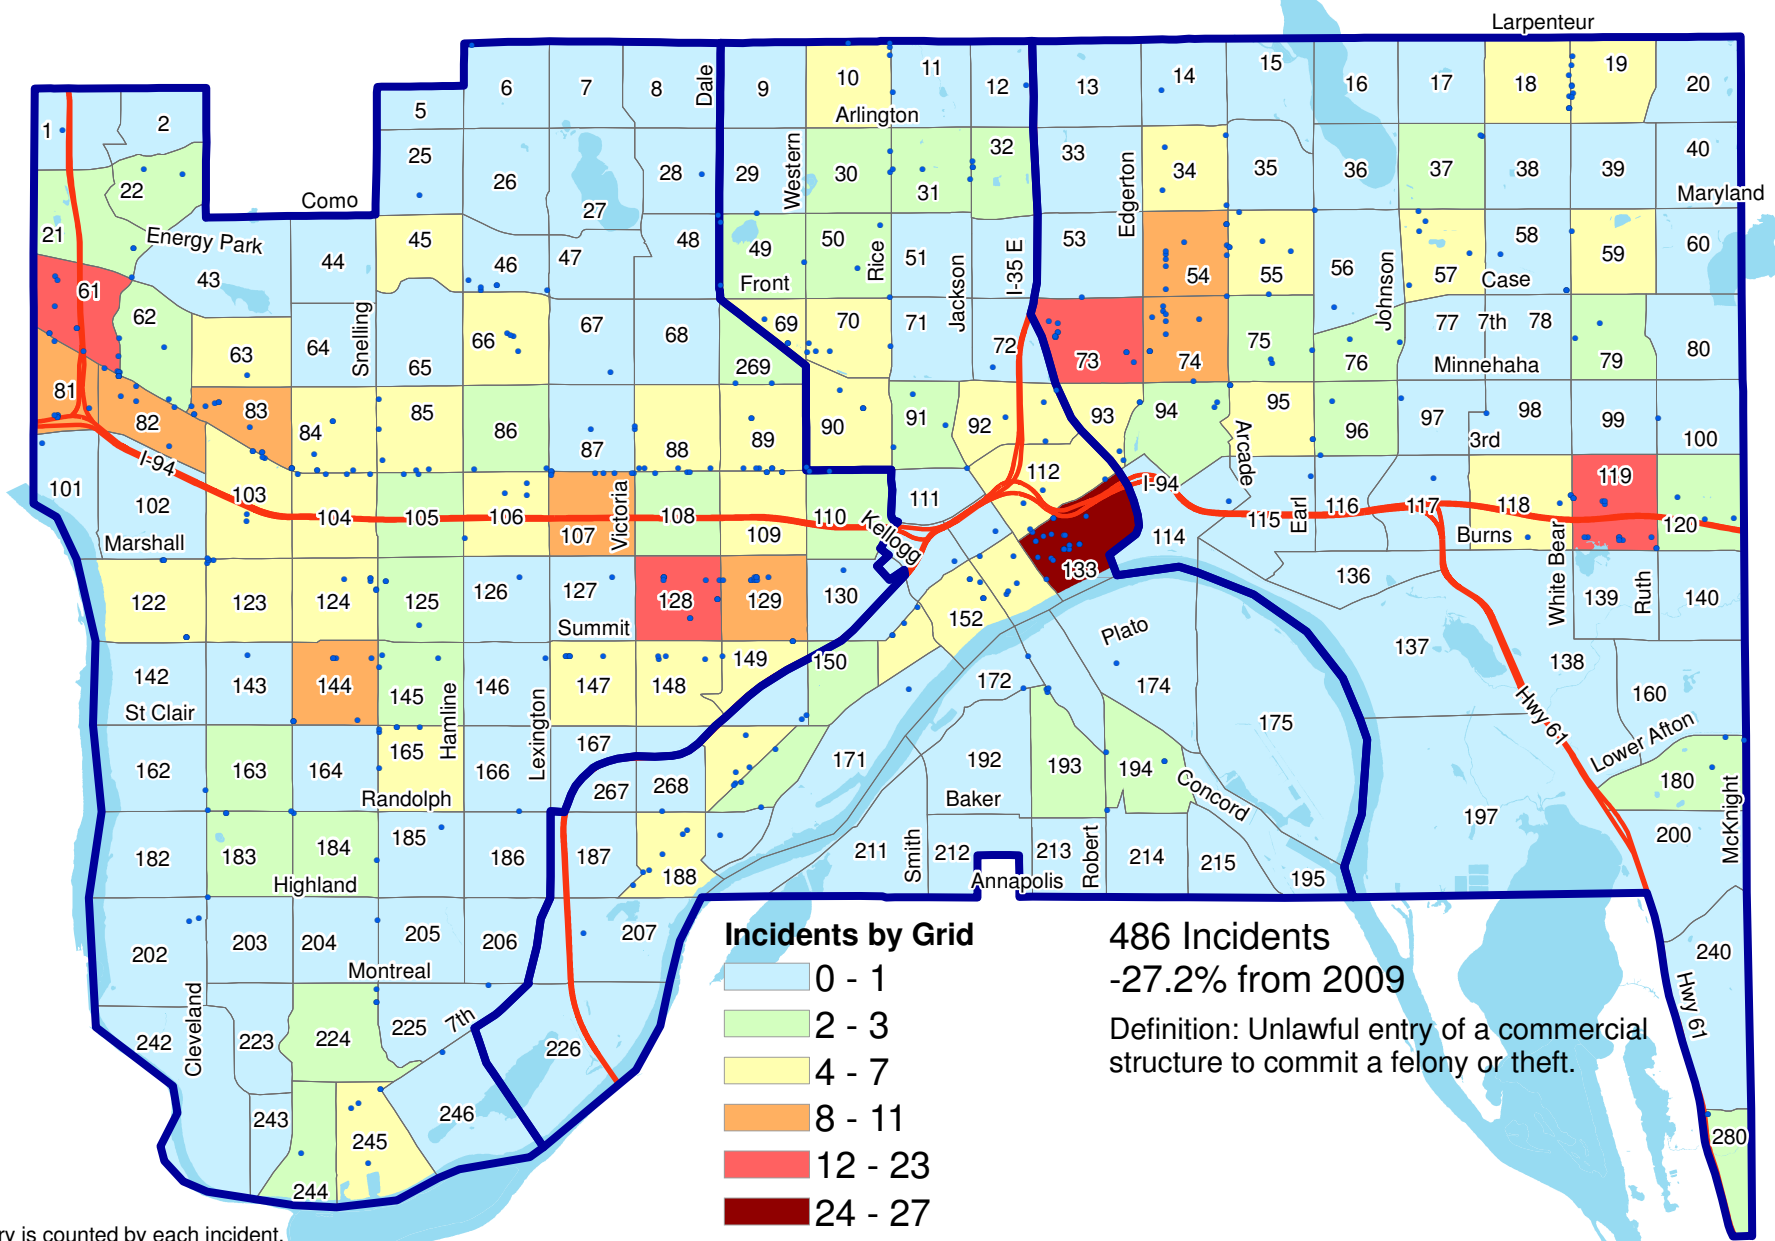 Larpenteur
1 2 5 6 7 8 Dale 9 10 11 12 13 14 15 16 17 18 19 20
Arlington
22 25 26 27 28 29 Western 30 31 32 33 Edgerton 34 35 36 37 38 39 40
Como
Maryland
21 Energy Park 43 44 45 46 47 48 49 50 Rice 51 Jackson I-35 E 53 54 55 56 Johnson 57 58 59 60
Front
Case
61 62 63 64 Snelling 65 66 67 68 269 69 70 71 72 73 74 75 76 77 7th 78 79 80
Minnehaha
81 82 83 84 85 86 87 88 89 90 91 92 93 94 Arcade 95 96 97 98 99 100
3rd
I-94
101 102 103 104 105 106 107 Victoria 108 109 110 Kellogg 111 112 I-94 133 114 115 Earl 116 117 118 119 120
Marshall
Burns
White Bear
122 123 124 125 126 127 128 129 130 152 Plato 136 137 138 139 Ruth 140
Summit
142 143 144 145 Hamline 146 Lexington 147 148 149 150 172 174 175 Hwy 61 160
St Clair
Lower Afton
162 163 164 165 166 167 267 268 171 192 193 194 Concord 197 180 McKnight
Randolph
Baker
182 183 184 185 186 187 188 211 Smith 212 213 Robert 214 215 195 200
Highland
Annapolis
202 203 204 205 206 207 240
Montreal
Hwy 61
242 Cleveland 223 224 225 7th 226
243 244 245 246 280
Incidents by Grid
0 - 1
2 - 3
4 - 7
8 - 11
12 - 23
24 - 27
486 Incidents
-27.2% from 2009
Definition: Unlawful entry of a commercial
structure to commit a felony or theft.
is counted by each incident.